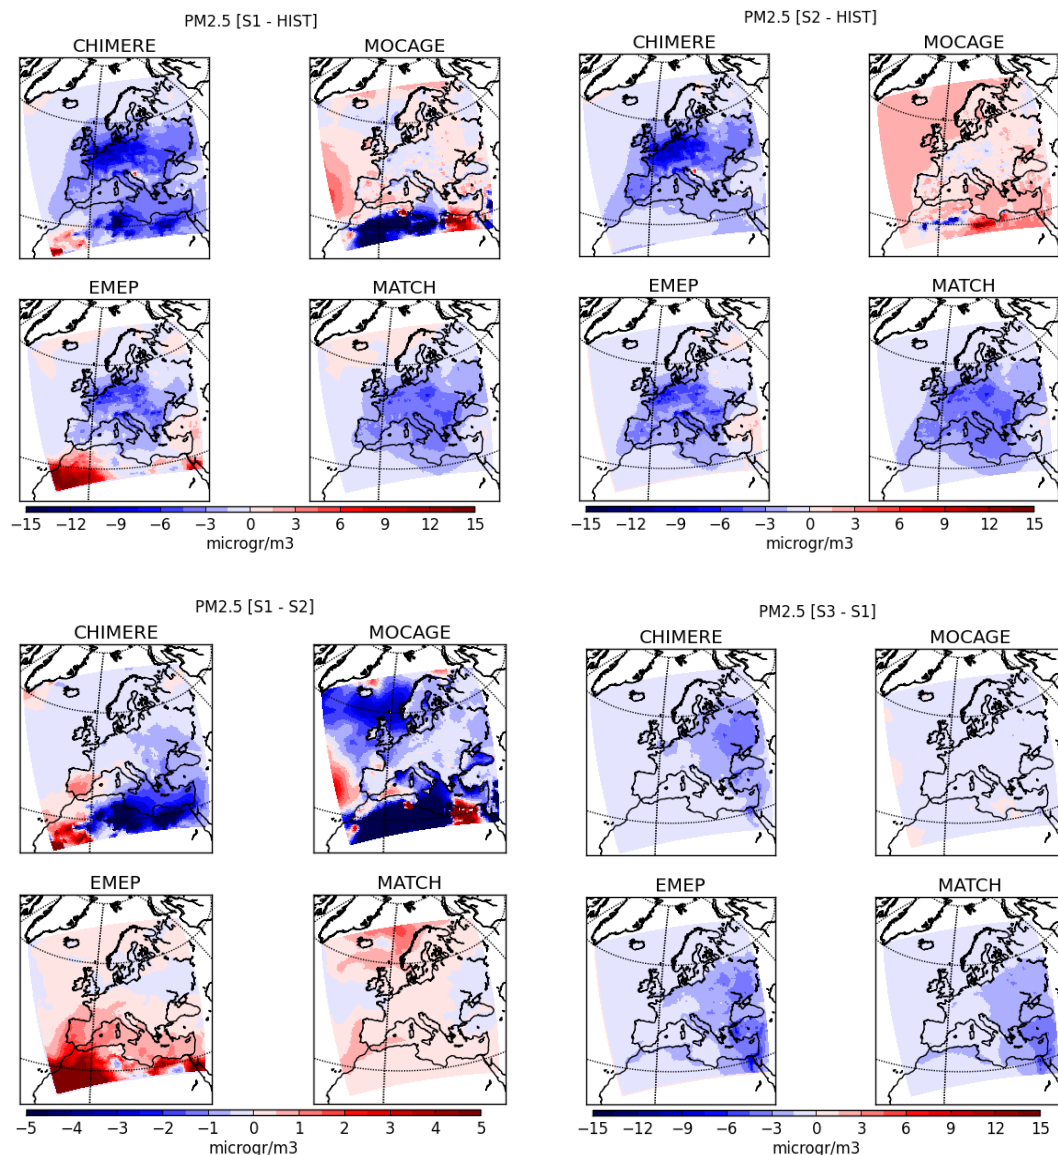 PM2.5 [S1 - HIST]
CHIMERE
MOCAGE
EMEP
MATCH
−15 −12 −9 −6 −3 0 3 6 9 12 15
microgr/m3
PM2.5 [S2 - HIST]
CHIMERE
MOCAGE
EMEP
MATCH
−15 −12 −9 −6 −3 0 3 6 9 12 15
microgr/m3
PM2.5 [S1 - S2]
CHIMERE
MOCAGE
EMEP
MATCH
−5 −4 −3 −2 −1 0 1 2 3 4 5
microgr/m3
PM2.5 [S3 - S1]
CHIMERE
MOCAGE
EMEP
MATCH
−15 −12 −9 −6 −3 0 3 6 9 12 15
microgr/m3